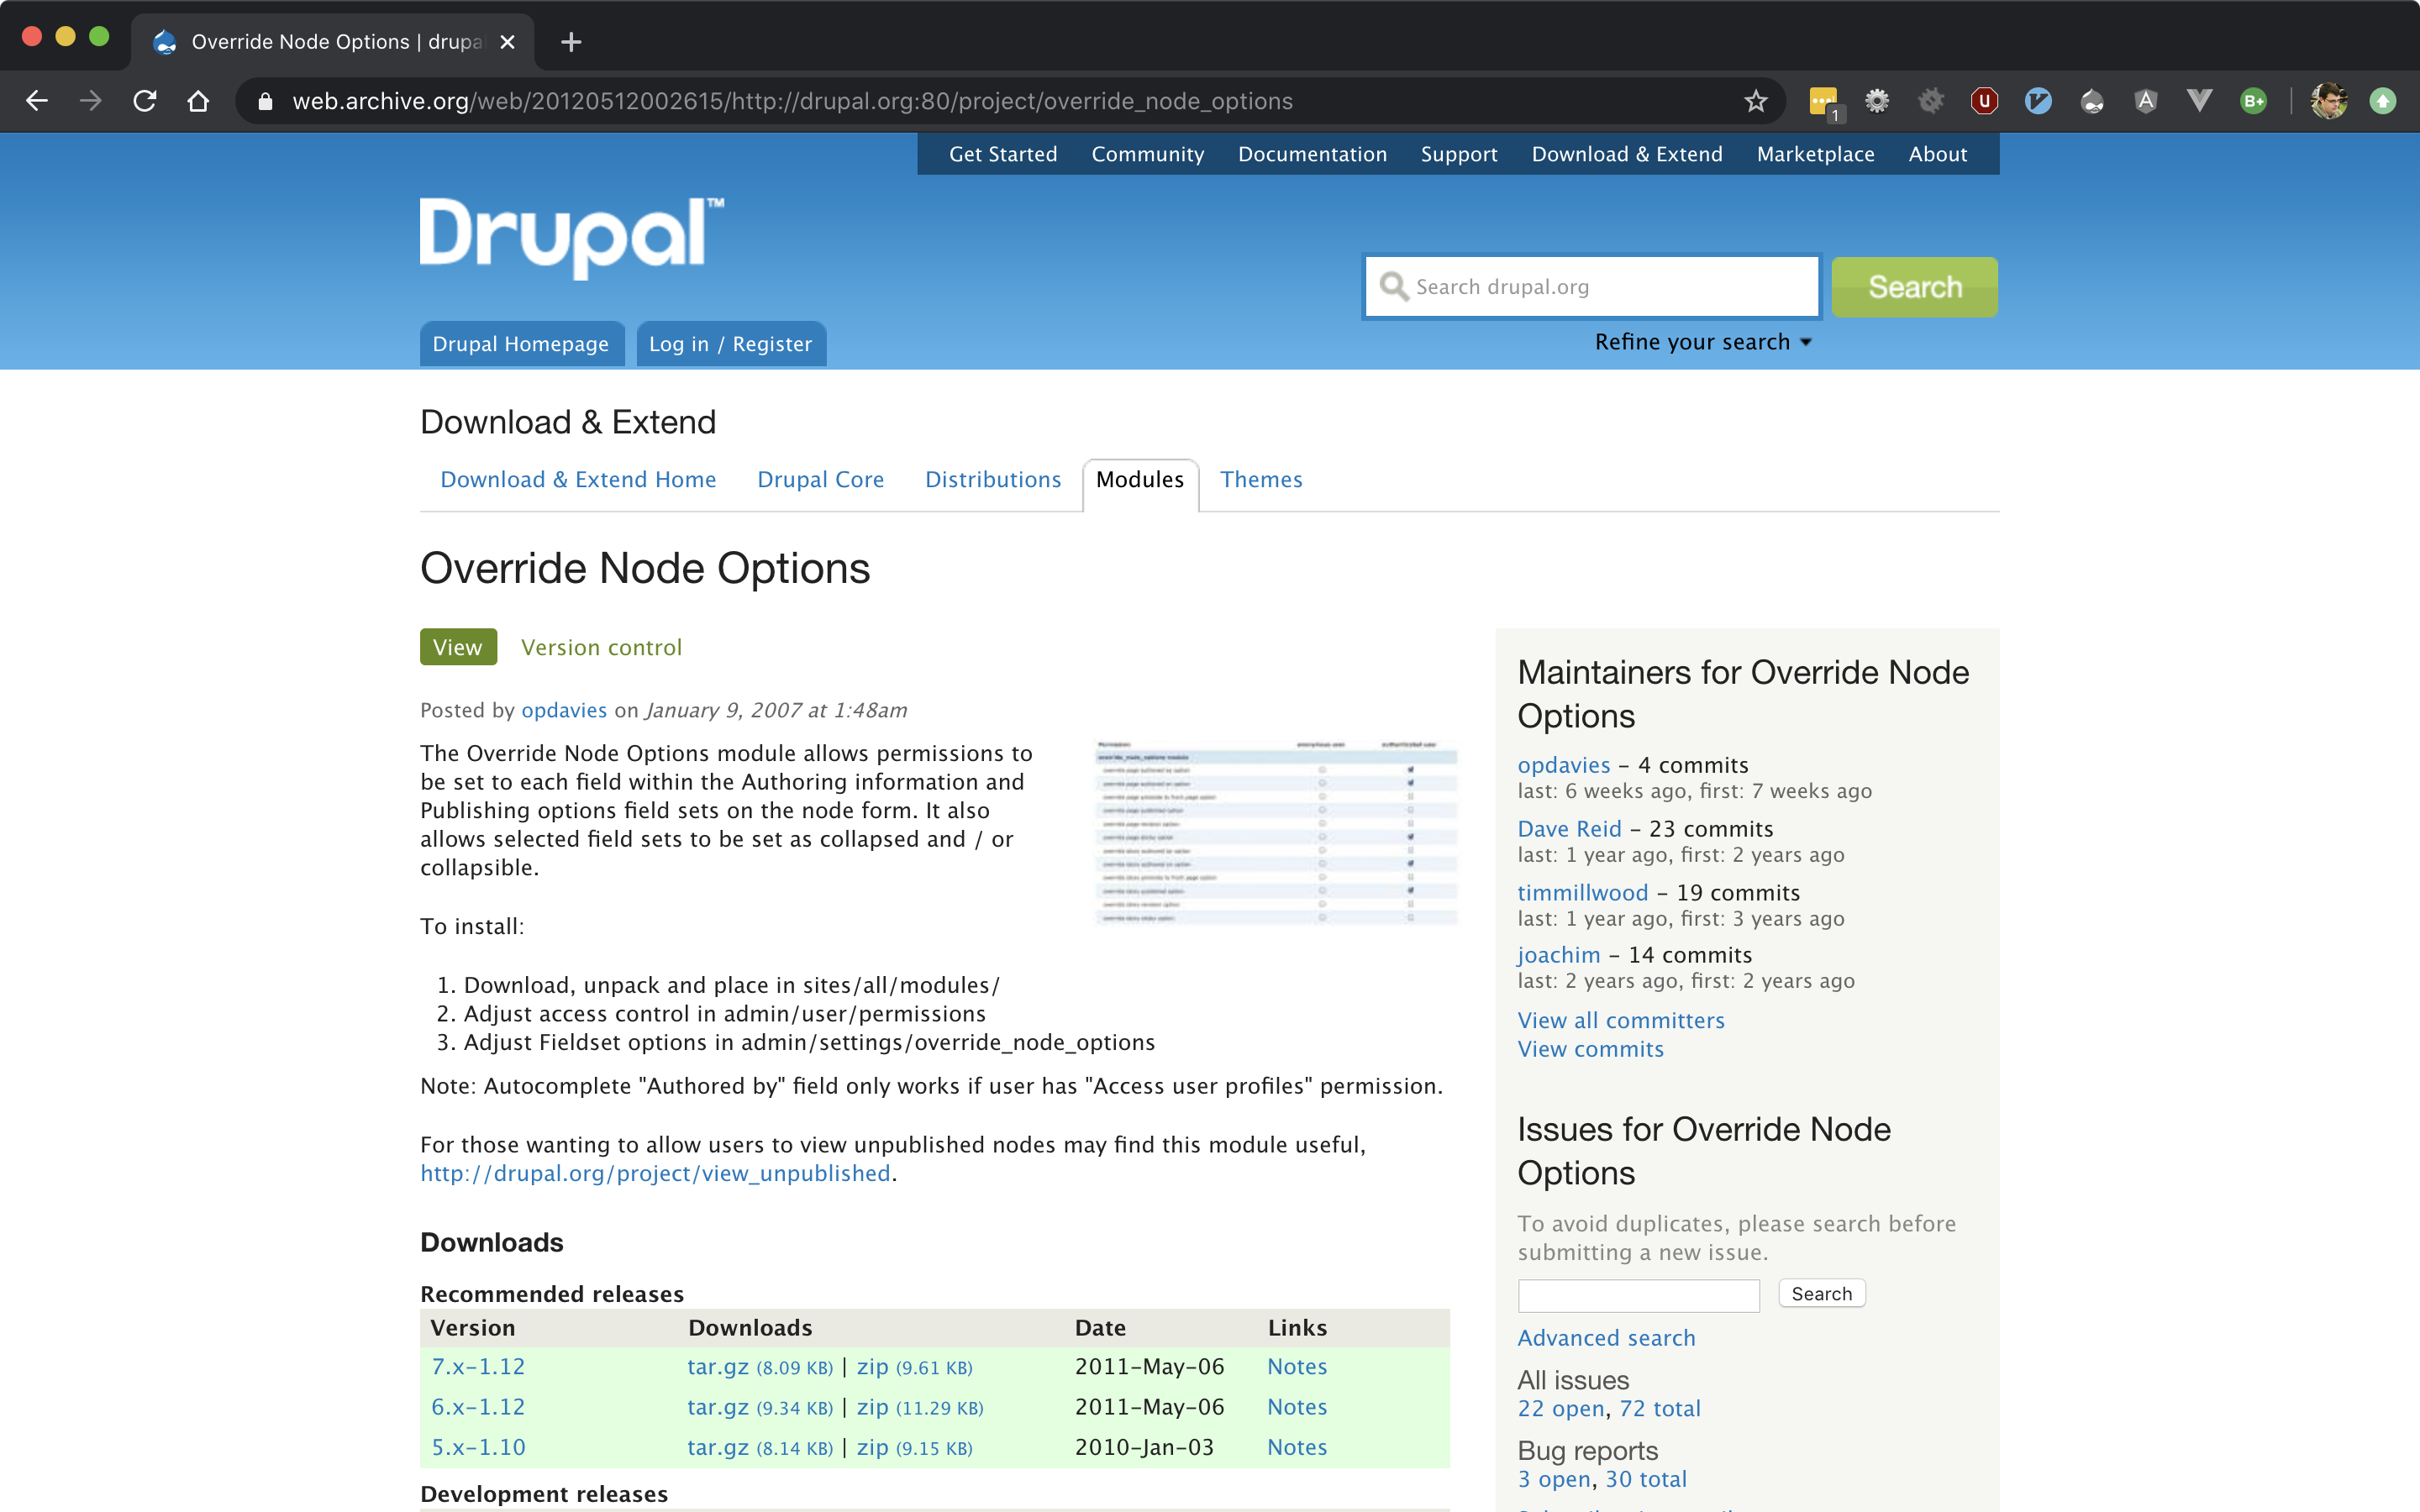 Override Node Options | drupa
web.archive.org/web/20120512002615/http://drupal.org:80/project/override_node_options
1
U
A
B+
Get Started Community Documentation Support Download & Extend Marketplace About
Drupal™
Search drupal.org
Search
Refine your search
Drupal Homepage
Log in / Register
Download & Extend
Download & Extend Home Drupal Core Distributions Modules Themes
Override Node Options
View Version control
Posted by opdavies on January 9, 2007 at 1:48am
The Override Node Options module allows permissions to
be set to each field within the Authoring information and
Publishing options field sets on the node form. It also
allows selected field sets to be set as collapsed and / or
collapsible.
To install:
1. Download, unpack and place in sites/all/modules/
2. Adjust access control in admin/user/permissions
3. Adjust Fieldset options in admin/settings/override_node_options
Note: Autocomplete "Authored by" field only works if user has "Access user profiles" permission.
For those wanting to allow users to view unpublished nodes may find this module useful,
http://drupal.org/project/view_unpublished.
Downloads
Recommended releases
Version Downloads Date Links
7.x-1.12 tar.gz (8.09 KB) | zip (9.61 KB) 2011-May-06 Notes
6.x-1.12 tar.gz (9.34 KB) | zip (11.29 KB) 2011-May-06 Notes
5.x-1.10 tar.gz (8.14 KB) | zip (9.15 KB) 2010-Jan-03 Notes
Development releases
Maintainers for Override Node
Options
opdavies – 4 commits
last: 6 weeks ago, first: 7 weeks ago
Dave Reid – 23 commits
last: 1 year ago, first: 2 years ago
timmillwood – 19 commits
last: 1 year ago, first: 3 years ago
joachim – 14 commits
last: 2 years ago, first: 2 years ago
View all committers
View commits
Issues for Override Node
Options
To avoid duplicates, please search before
submitting a new issue.
Search
Advanced search
All issues
22 open, 72 total
Bug reports
3 open, 30 total